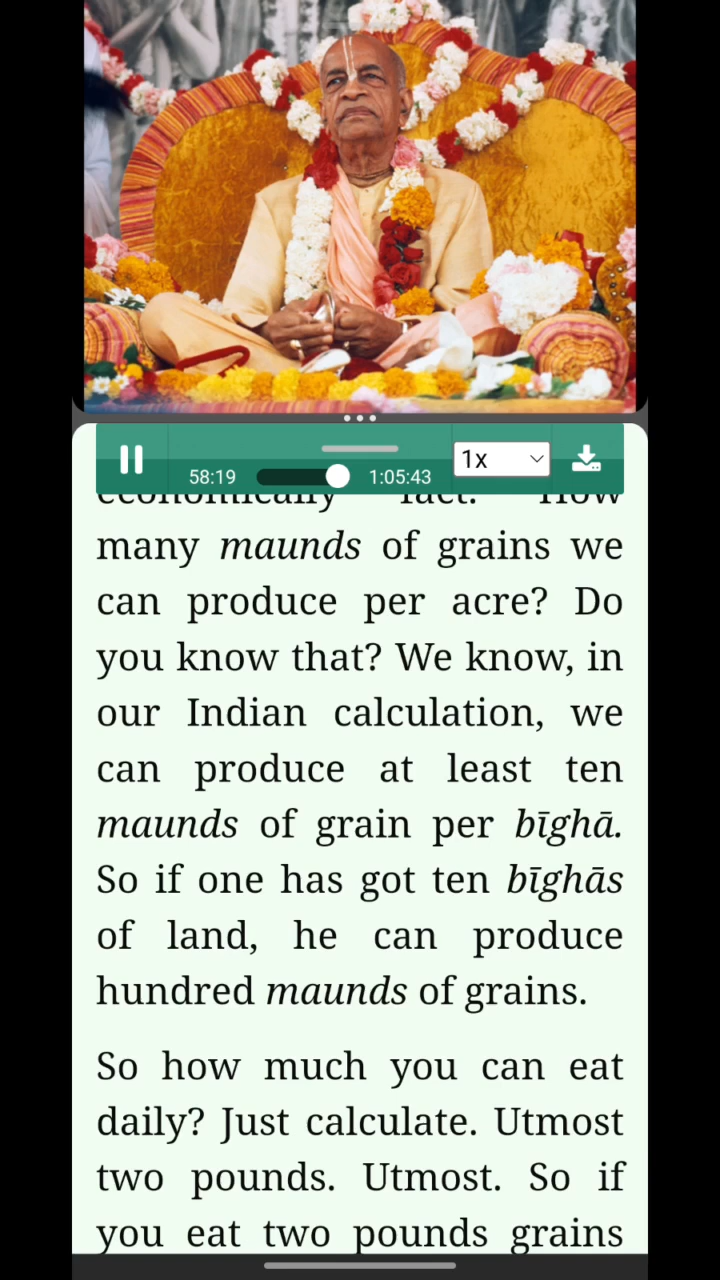 58:19
1:05:43
1x
economically fact. How
many maunds of grains we
can produce per acre? Do
you know that? We know, in
our Indian calculation, we
can produce at least ten
maunds of grain per bīghā.
So if one has got ten bīghās
of land, he can produce
hundred maunds of grains.
So how much you can eat
daily? Just calculate. Utmost
two pounds. Utmost. So if
you eat two pounds grains